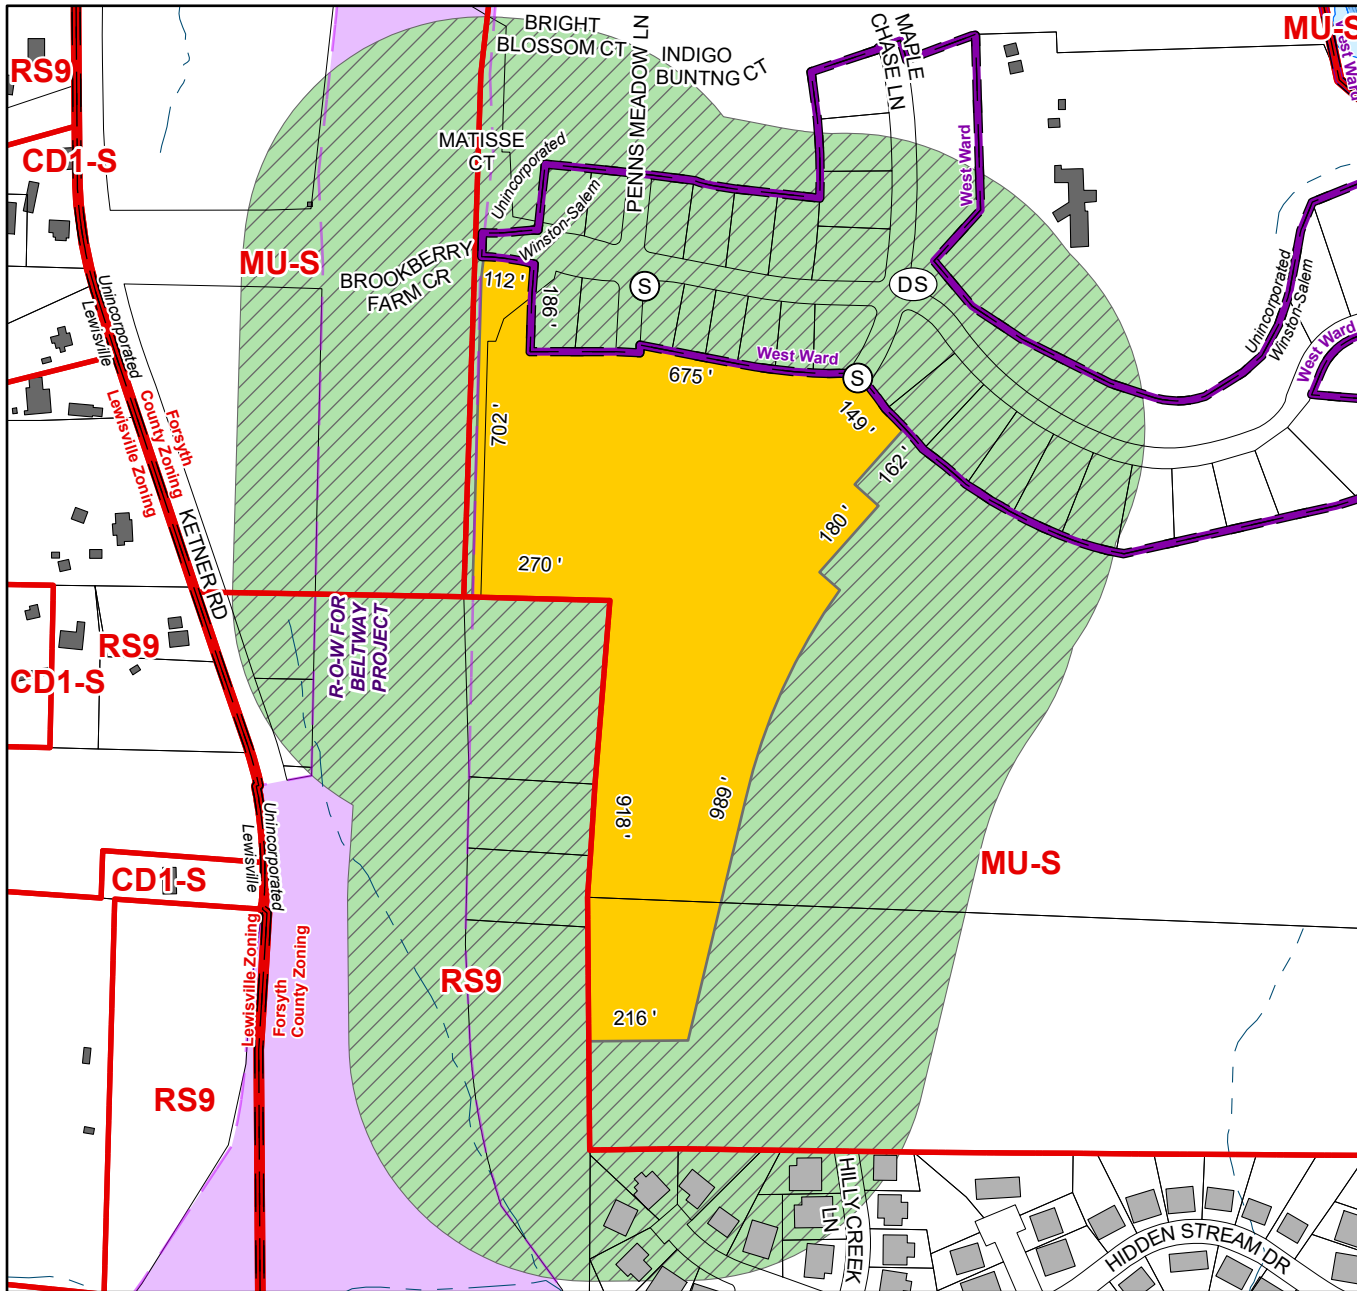 BRIGHT
BLOSSOM CT
INDIGO
BUNTNG CT
PENNS MEADOW LN
MAPLE
CHASE LN
MU-S
West Ward
West Ward
RS9
CD1-S
MATISSE
CT
Unincorporated
Winston-Salem
West Ward
MU-S
BROOKBERRY
FARM CR
112 '
186 '
S
DS
Unincorporated
Winston-Salem
West Ward
Unincorporated
Lewisville
West Ward
S
675 '
149 '
702 '
162 '
180 '
Forsyth
County Zoning
Lewisville Zoning
KETNER RD
270 '
R-O-W FOR
BELTWAY
PROJECT
RS9
CD1-S
918 '
989 '
MU-S
Unincorporated
Lewisville
CD1-S
Lewisville Zoning
Forsyth
County Zoning
RS9
216 '
RS9
HILLY CREEK
LN
HIDDEN STREAM DR